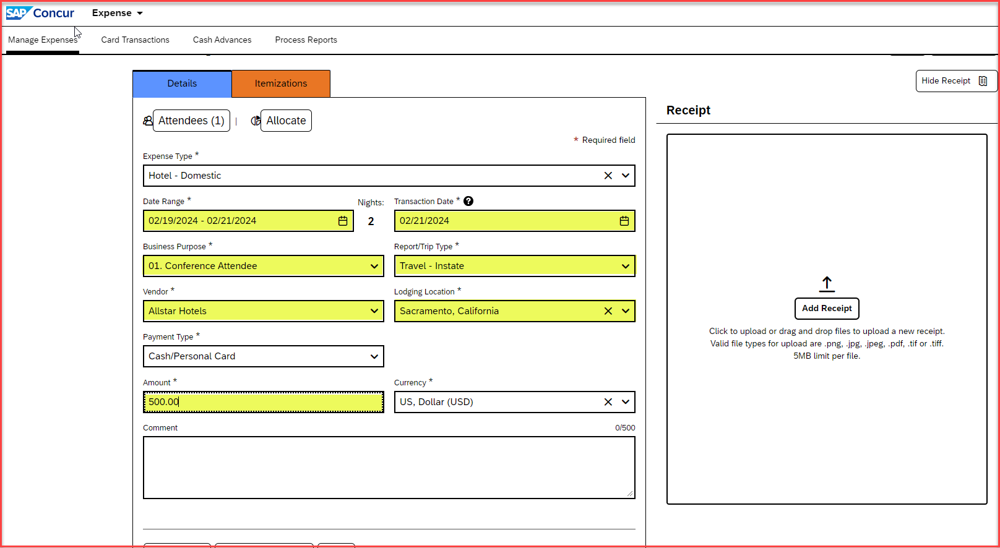 SAP Concur Expense
Manage Expenses Card Transactions Cash Advances Process Reports
Details Itemizations
Hide Receipt
Attendees (1) | Allocate
Receipt
* Required field
Expense Type *
Hotel - Domestic
Date Range * Nights: Transaction Date * ?
02/19/2024 - 02/21/2024 2 02/21/2024
Business Purpose * Report/Trip Type *
01. Conference Attendee Travel - Instate
Vendor * Lodging Location *
Allstar Hotels Sacramento, California
Payment Type *
Cash/Personal Card
Amount * Currency *
500.00 US, Dollar (USD)
Comment 0/500
Add Receipt
Click to upload or drag and drop files to upload a new receipt.
Valid file types for upload are .png, .jpg, .jpeg, .pdf, .tif or .tiff.
5MB limit per file.